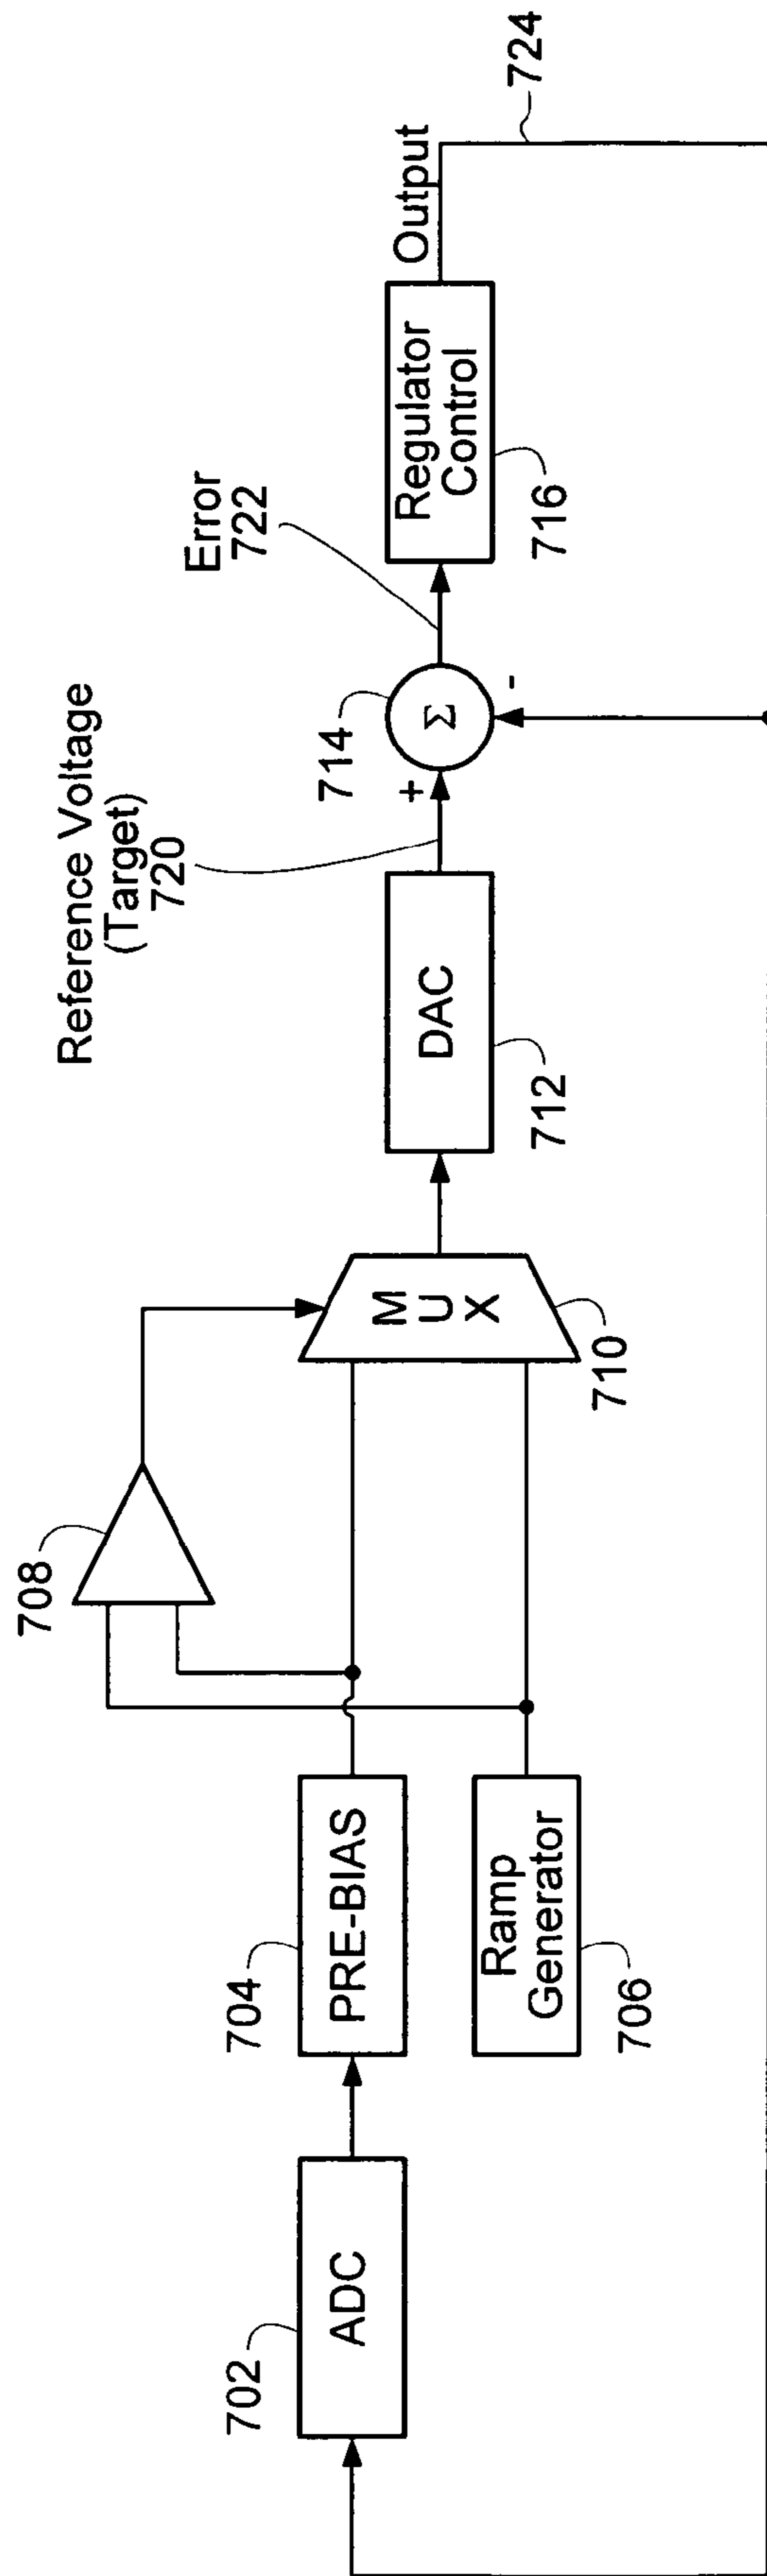 702
ADC
704
PRE-BIAS
Ramp
Generator
706
708
M
U
X
710
DAC
712
Reference Voltage
(Target)
720
714
+
Σ
-
Error
722
Regulator
Control
716
Output
724